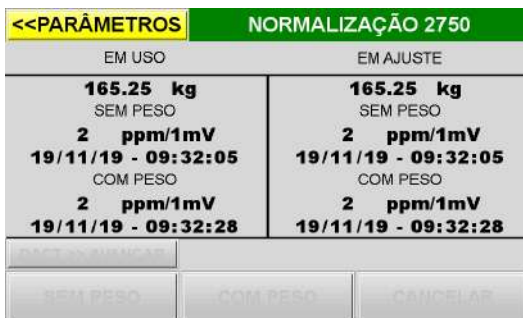 <<PARÂMETROS NORMALIZAÇÃO 2750
EM USO EM AJUSTE
165.25 kg 165.25 kg
SEM PESO SEM PESO
2 ppm/1mV 2 ppm/1mV
19/11/19 - 09:32:05 19/11/19 - 09:32:05
COM PESO COM PESO
2 ppm/1mV 2 ppm/1mV
19/11/19 - 09:32:28 19/11/19 - 09:32:28
>> AVANÇAR
SEM PESO COM PESO CANCELAR